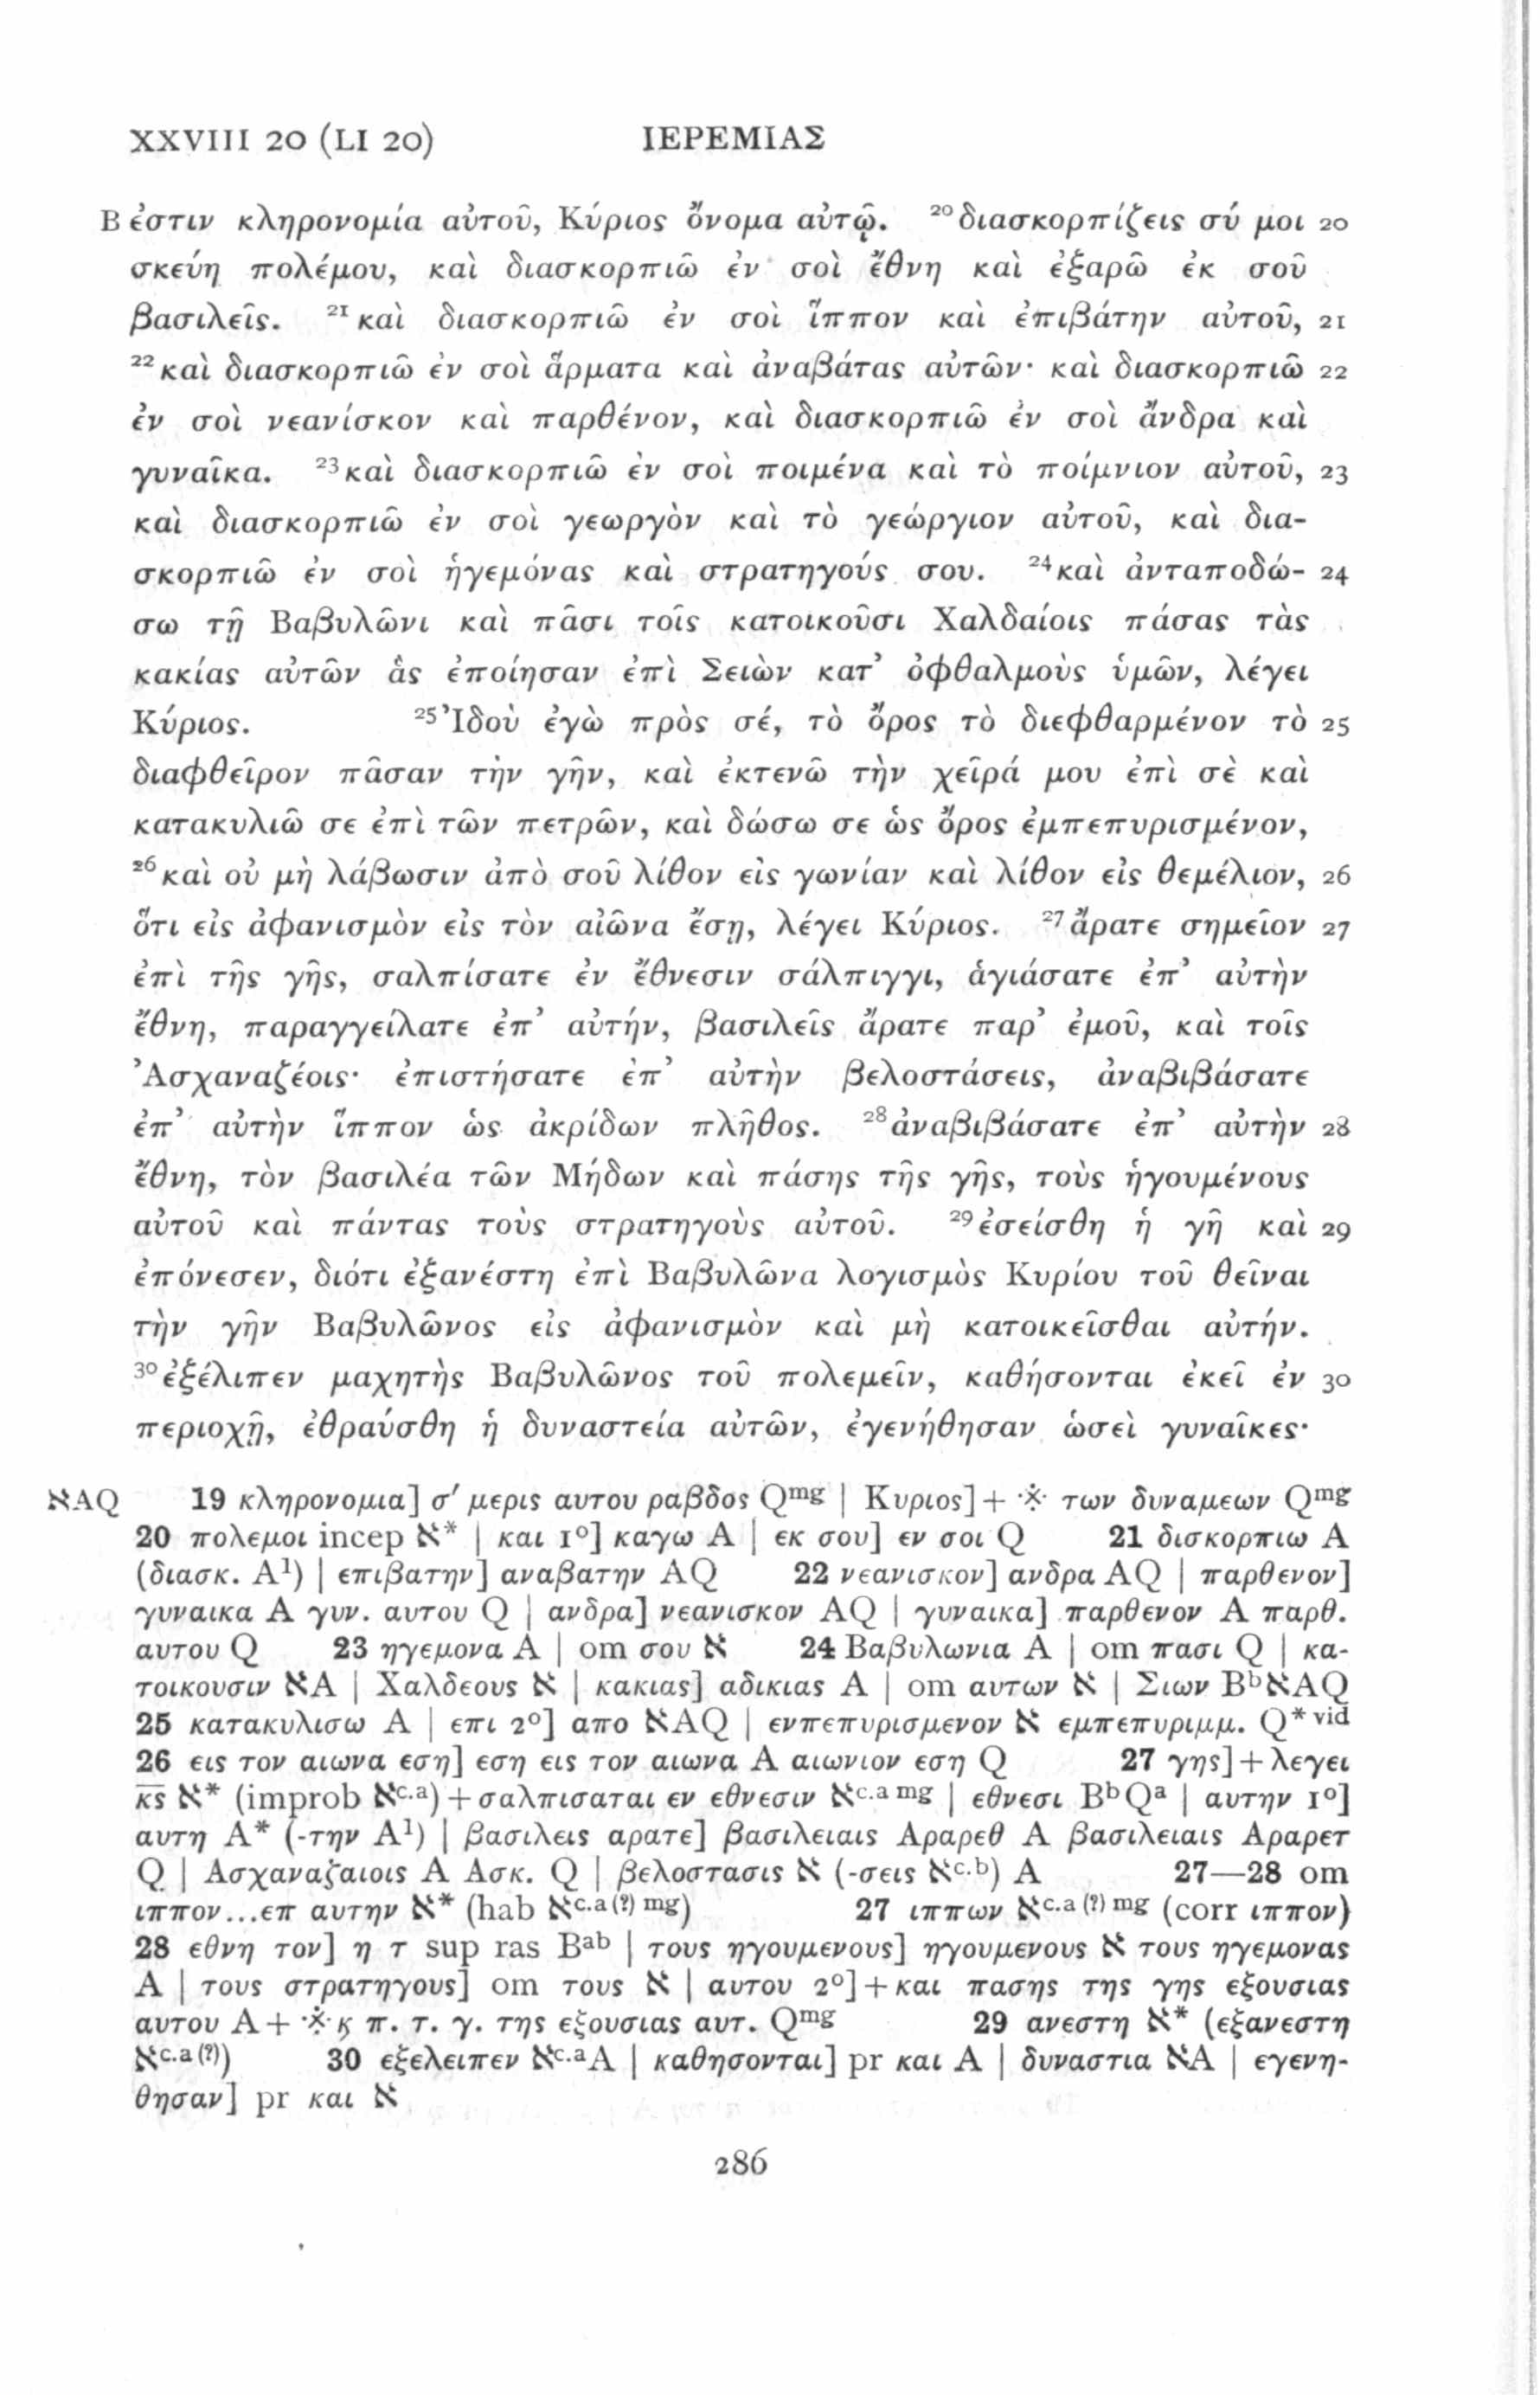 XXVIII 20 (LI 20) ΙΕΡΕΜΙΑΣ
B ἐστιν κληρονομία αὐτοῦ, Κύριος ὄνομα αὐτῷ. ²⁰διασκορπίζεις σύ μοι 20
σκεύη πολέμου, καὶ διασκορπιῶ ἐν σοὶ ἔθνη καὶ ἐξαρῶ ἐκ σοῦ
βασιλεῖς. ²¹καὶ διασκορπιῶ ἐν σοὶ ἵππον καὶ ἐπιβάτην αὐτοῦ, 21
²²καὶ διασκορπιῶ ἐν σοὶ ἅρματα καὶ ἀναβάτας αὐτῶν· καὶ διασκορπιῶ 22
ἐν σοὶ νεανίσκον καὶ παρθένον, καὶ διασκορπιῶ ἐν σοὶ ἄνδρα καὶ
γυναῖκα. ²³καὶ διασκορπιῶ ἐν σοὶ ποιμένα καὶ τὸ ποίμνιον αὐτοῦ, 23
καὶ διασκορπιῶ ἐν σοὶ γεωργὸν καὶ τὸ γεώργιον αὐτοῦ, καὶ δια-
σκορπιῶ ἐν σοὶ ἡγεμόνας καὶ στρατηγούς σου. ²⁴καὶ ἀνταποδώ- 24
σω τῇ Βαβυλῶνι καὶ πᾶσι τοῖς κατοικοῦσι Χαλδαίοις πάσας τὰς
κακίας αὐτῶν ἃς ἐποίησαν ἐπὶ Σειὼν κατ’ ὀφθαλμοὺς ὑμῶν, λέγει
Κύριος. ²⁵Ἰδοὺ ἐγὼ πρὸς σέ, τὸ ὄρος τὸ διεφθαρμένον τὸ 25
διαφθεῖρον πᾶσαν τὴν γῆν, καὶ ἐκτενῶ τὴν χεῖρά μου ἐπὶ σὲ καὶ
κατακυλιῶ σε ἐπὶ τῶν πετρῶν, καὶ δώσω σε ὡς ὄρος ἐμπεπυρισμένον,
²⁶καὶ οὐ μὴ λάβωσιν ἀπὸ σοῦ λίθον εἰς γωνίαν καὶ λίθον εἰς θεμέλιον, 26
ὅτι εἰς ἀφανισμὸν εἰς τὸν αἰῶνα ἔσῃ, λέγει Κύριος. ²⁷ἄρατε σημεῖον 27
ἐπὶ τῆς γῆς, σαλπίσατε ἐν ἔθνεσιν σάλπιγγι, ἁγιάσατε ἐπ’ αὐτὴν
ἔθνη, παραγγείλατε ἐπ’ αὐτήν, βασιλεῖς ἄρατε παρ’ ἐμοῦ, καὶ τοῖς
Ἀσχαναζέοις· ἐπιστήσατε ἐπ’ αὐτὴν βελοστάσεις, ἀναβιβάσατε
ἐπ’ αὐτὴν ἵππον ὡς ἀκρίδων πλῆθος. ²⁸ἀναβιβάσατε ἐπ’ αὐτὴν 28
ἔθνη, τὸν βασιλέα τῶν Μήδων καὶ πάσης τῆς γῆς, τοὺς ἡγουμένους
αὐτοῦ καὶ πάντας τοὺς στρατηγοὺς αὐτοῦ. ²⁹ἐσείσθη ἡ γῆ καὶ 29
ἐπόνεσεν, διότι ἐξανέστη ἐπὶ Βαβυλῶνα λογισμὸς Κυρίου τοῦ θεῖναι
τὴν γῆν Βαβυλῶνος εἰς ἀφανισμὸν καὶ μὴ κατοικεῖσθαι αὐτήν.
³⁰ἐξέλιπεν μαχητὴς Βαβυλῶνος τοῦ πολεμεῖν, καθήσονται ἐκεῖ ἐν 30
περιοχῇ, ἐθραύσθη ἡ δυναστεία αὐτῶν, ἐγενήθησαν ὡσεὶ γυναῖκες·
אAQ 19 κληρονομια] σ′ μερις αυτου ραβδος Qᵐᵍ | Κυριος] + ※ των δυναμεων Qᵐᵍ
20 πολεμοι incep א* | και 1°] καγω A | εκ σου] εν σοι Q 21 δισκορπιω A
(διασκ. A¹) | επιβατην] αναβατην AQ 22 νεανισκον] ανδρα AQ | παρθενον]
γυναικα A γυν. αυτου Q | ανδρα] νεανισκον AQ | γυναικα] παρθενον A παρθ.
αυτου Q 23 ηγεμονα A | om σου א 24 Βαβυλωνια A | om πασι Q | κα-
τοικουσιν אA | Χαλδεους א | κακιας] αδικιας A | om αυτων א | Σιων BᵇאAQ
25 κατακυλισω A | επι 2°] απο אAQ | ενπεπυρισμενον א εμπεπυριμμ. Q* ᵛⁱᵈ
26 εις τον αιωνα εση] εση εις τον αιωνα A αιωνιον εση Q 27 γης] + λεγει
κ̅ς̅ א* (improb אᶜ·ᵃ) + σαλπισαται εν εθνεσιν אᶜ·ᵃ ᵐᵍ | εθνεσι BᵇQᵃ | αυτην 1°]
αυτη A* (-την A¹) | βασιλεις αρατε] βασιλειαις Αραρεθ A βασιλειαις Αραρετ
Q | Ασχαναζαιοις A Ασκ. Q | βελοστασις א (-σεις אᶜ·ᵇ) A 27—28 om
ιππον...επ αυτην א* (hab אᶜ·ᵃ ⁽?⁾ ᵐᵍ) 27 ιππων אᶜ·ᵃ ⁽?⁾ ᵐᵍ (corr ιππον)
28 εθνη τον] η τ sup ras Bᵃᵇ | τους ηγουμενους] ηγουμενους א τους ηγεμονας
A | τους στρατηγους] om τους א | αυτου 2°] + και πασης της γης εξουσιας
αυτου A + ※ ϗ π. τ. γ. της εξουσιας αυτ. Qᵐᵍ 29 ανεστη א* (εξανεστη
אᶜ·ᵃ ⁽?⁾) 30 εξελειπεν אᶜ·ᵃA | καθησονται] pr και A | δυναστια אA | εγενη-
θησαν] pr και א
286